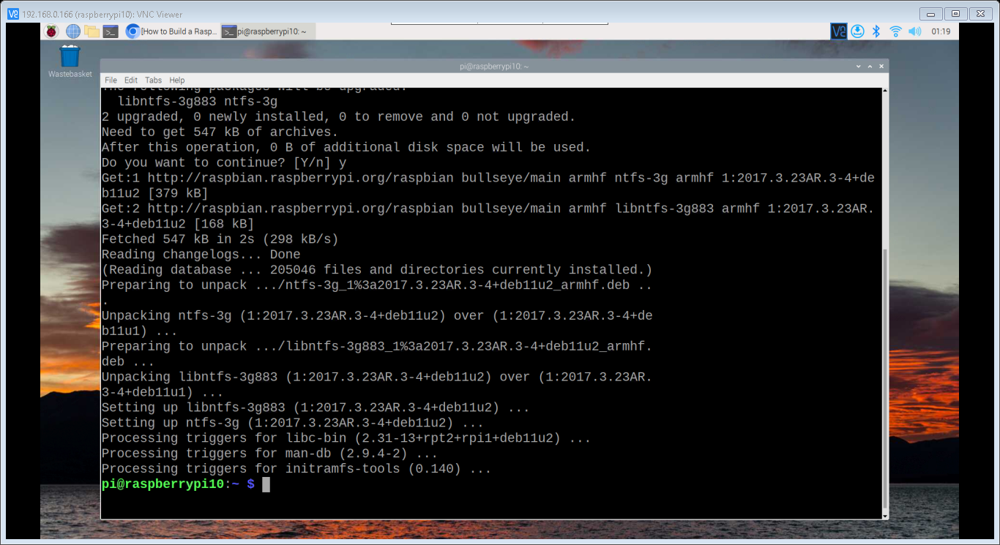 192.168.0.166 (raspberrypi10): VNC Viewer
[How to Build a Rasp...
pi@raspberrypi10: ~
01:19
Wastebasket
pi@raspberrypi10: ~
File Edit Tabs Help
The following packages will be upgraded:
libntfs-3g883 ntfs-3g
2 upgraded, 0 newly installed, 0 to remove and 0 not upgraded.
Need to get 547 kB of archives.
After this operation, 0 B of additional disk space will be used.
Do you want to continue? [Y/n] y
Get:1 http://raspbian.raspberrypi.org/raspbian bullseye/main armhf ntfs-3g armhf 1:2017.3.23AR.3-4+de
b11u2 [379 kB]
Get:2 http://raspbian.raspberrypi.org/raspbian bullseye/main armhf libntfs-3g883 armhf 1:2017.3.23AR.
3-4+deb11u2 [168 kB]
Fetched 547 kB in 2s (298 kB/s)
Reading changelogs... Done
(Reading database ... 205046 files and directories currently installed.)
Preparing to unpack .../ntfs-3g_1%3a2017.3.23AR.3-4+deb11u2_armhf.deb ..
.
Unpacking ntfs-3g (1:2017.3.23AR.3-4+deb11u2) over (1:2017.3.23AR.3-4+de
b11u1) ...
Preparing to unpack .../libntfs-3g883_1%3a2017.3.23AR.3-4+deb11u2_armhf.
deb ...
Unpacking libntfs-3g883 (1:2017.3.23AR.3-4+deb11u2) over (1:2017.3.23AR.
3-4+deb11u1) ...
Setting up libntfs-3g883 (1:2017.3.23AR.3-4+deb11u2) ...
Setting up ntfs-3g (1:2017.3.23AR.3-4+deb11u2) ...
Processing triggers for libc-bin (2.31-13+rpt2+rpi1+deb11u2) ...
Processing triggers for man-db (2.9.4-2) ...
Processing triggers for initramfs-tools (0.140) ...
pi@raspberrypi10:~ $